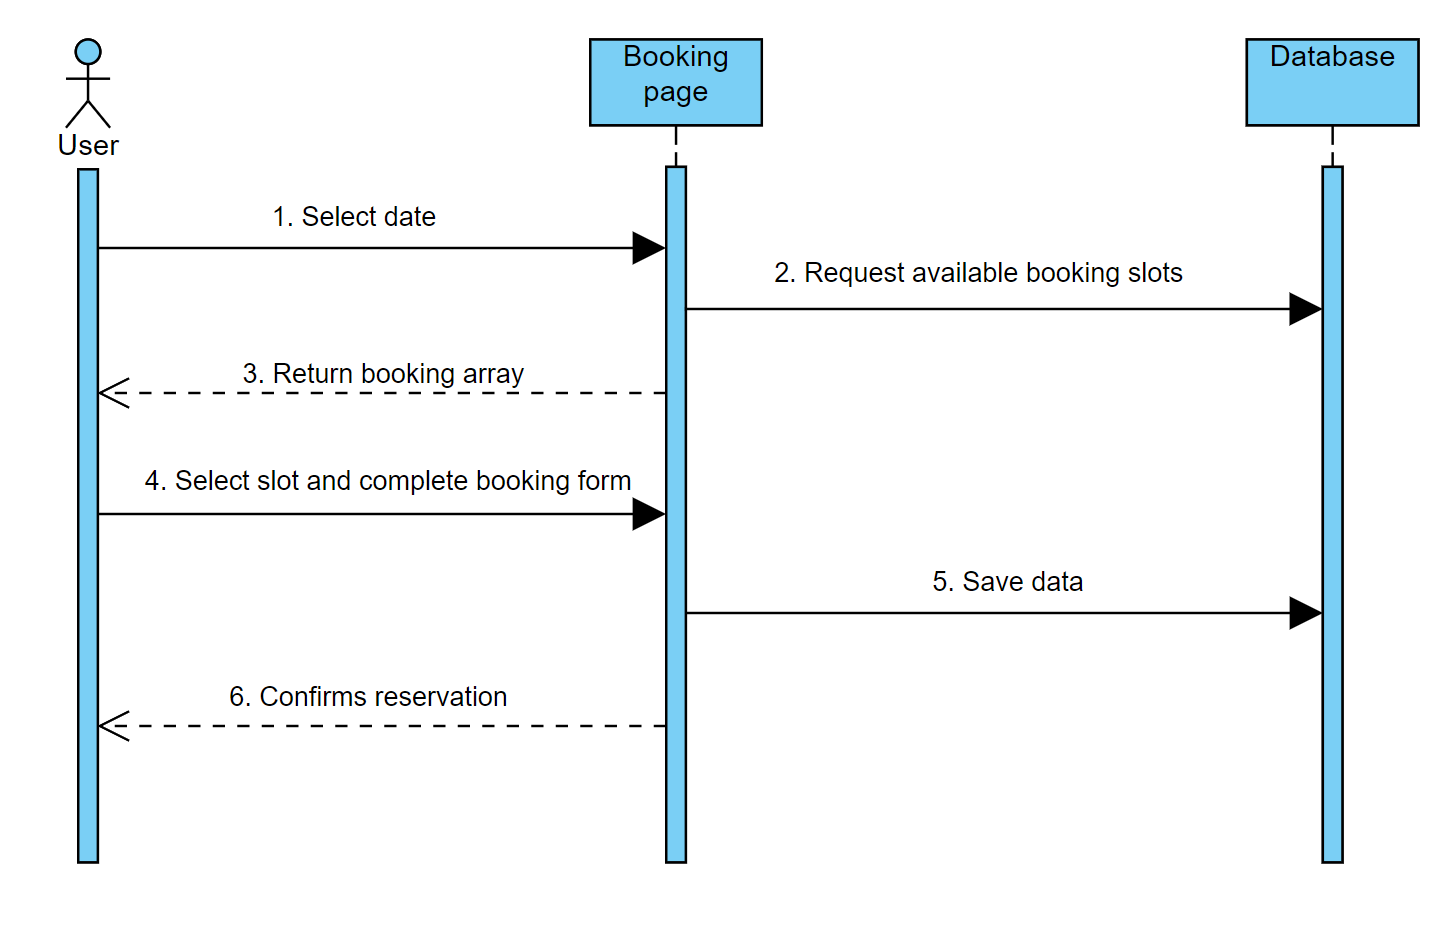 User
Booking
page
Database
1. Select date
2. Request available booking slots
3. Return booking array
4. Select slot and complete booking form
5. Save data
6. Confirms reservation